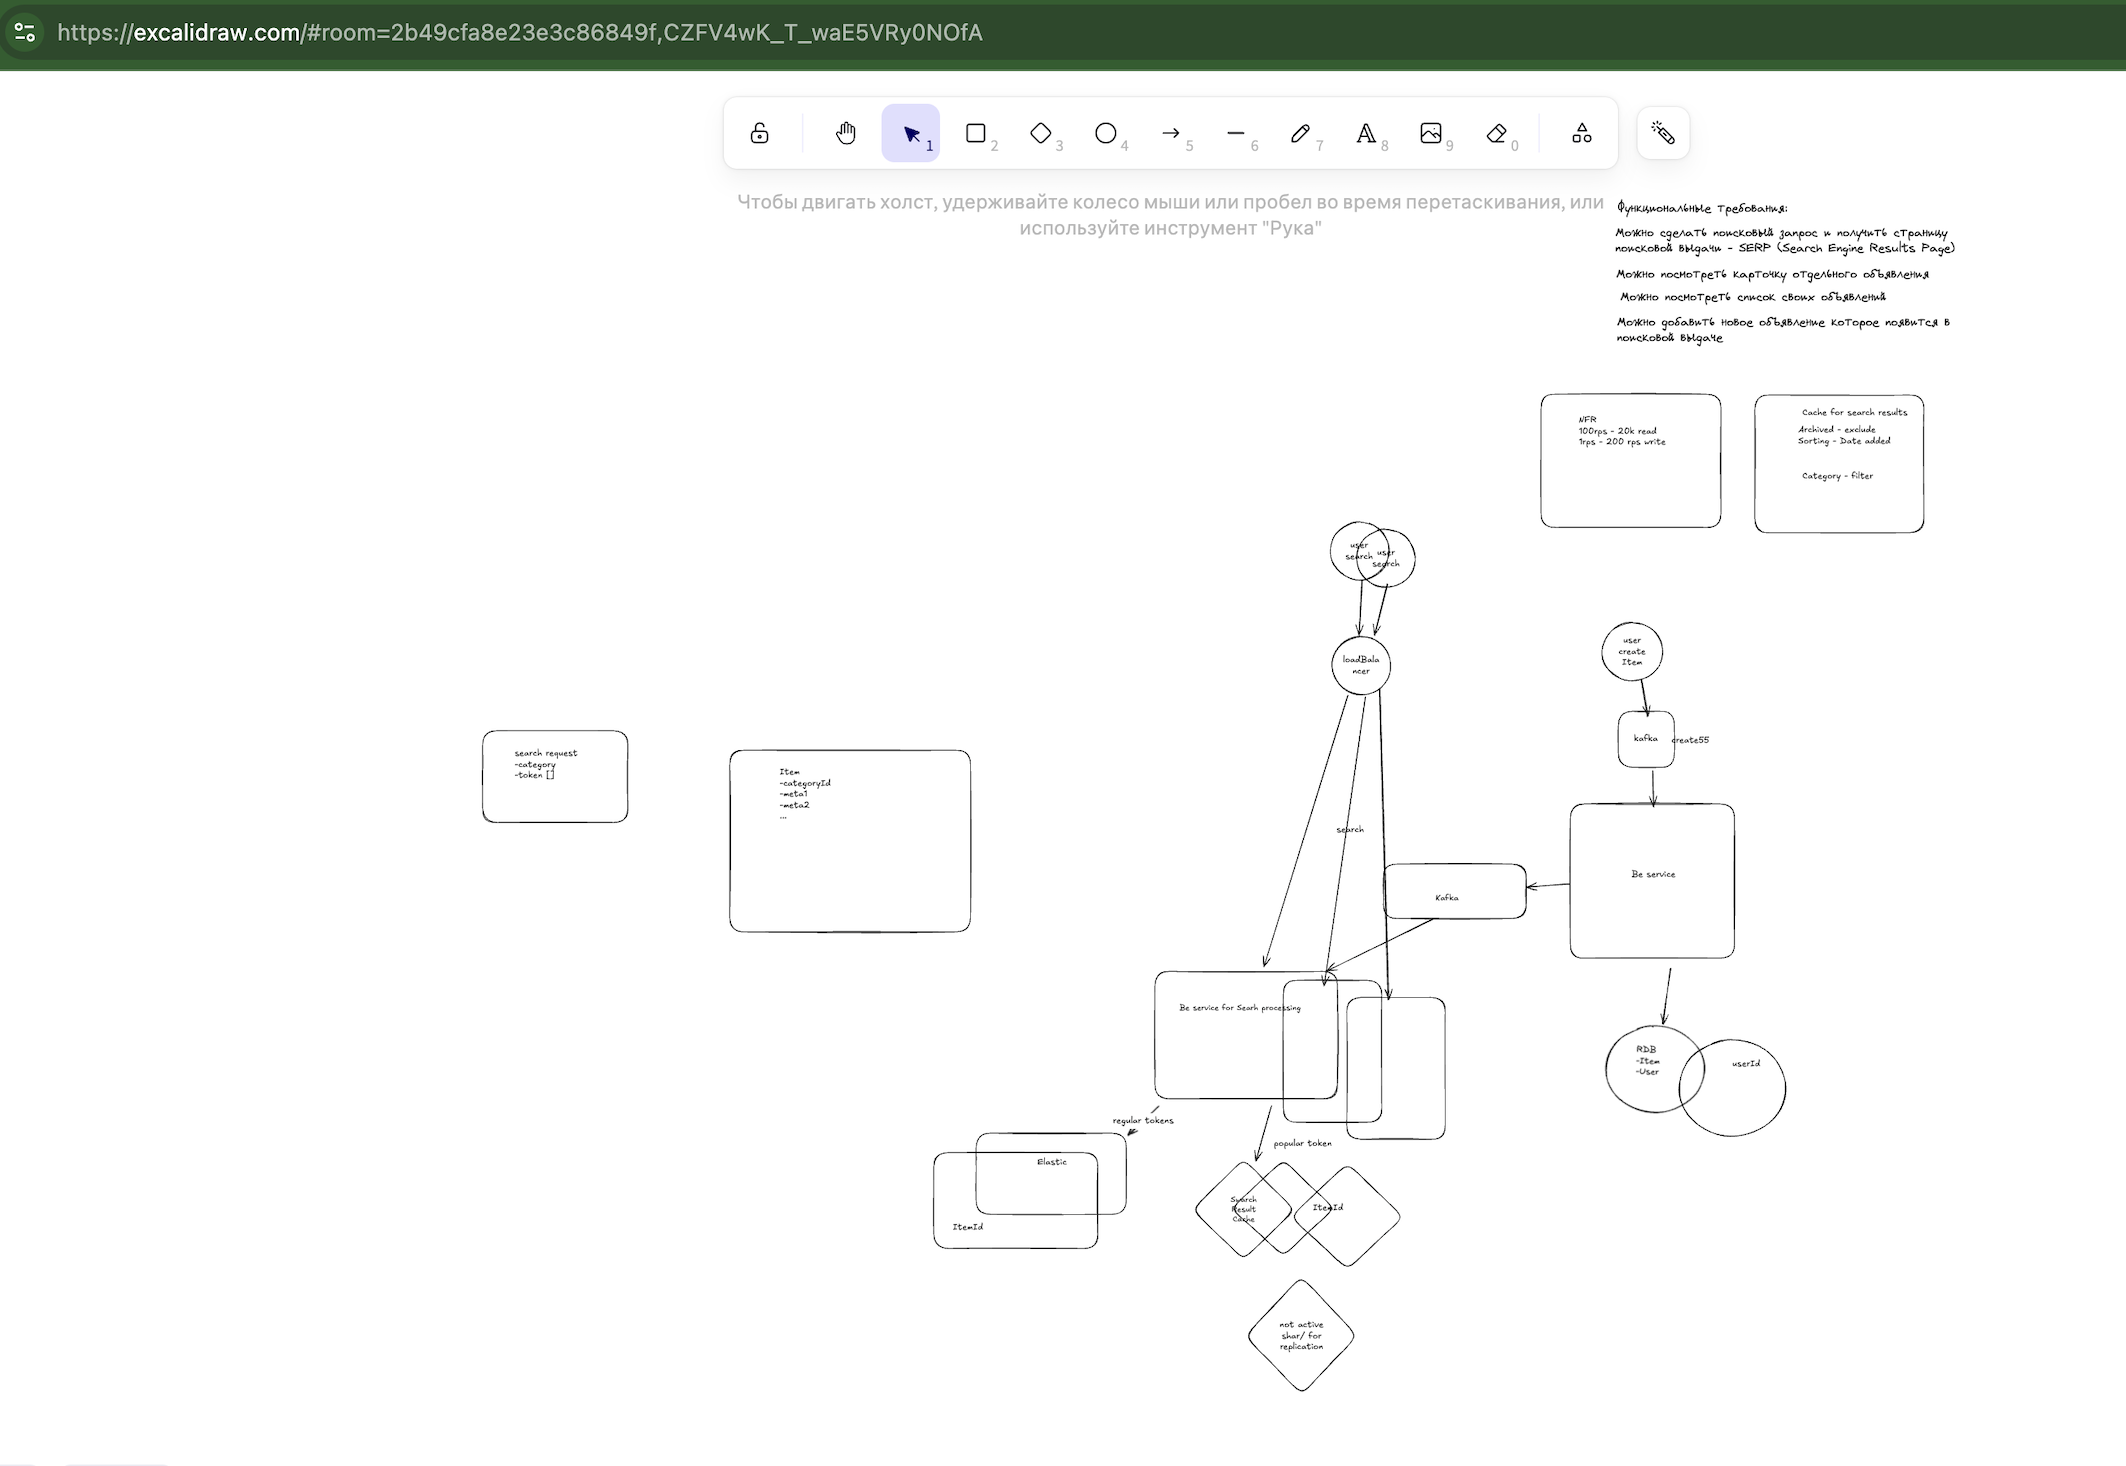 https://excalidraw.com/#room=2b49cfa8e23e3c86849f,CZFV4wK_T_waE5VRy0NOfA
1
2
3
4
5
6
7
8
9
0
Чтобы двигать холст, удерживайте колесо мыши или пробел во время перетаскивания, или
используйте инструмент "Рука"
Функциональные требования:
Можно сделать поисковый запрос и получить страницу
поисковой выдачи - SERP (Search Engine Results Page)
Можно посмотреть карточку отдельного объявления
Можно посмотреть список своих объявлений
Можно добавить новое объявление которое появится в
поисковой выдаче
NFR
100rps - 20k read
1rps - 200 rps write
Cache for search results
Archived - exclude
Sorting - Date added
Category - filter
user
search
user
search
loadBala
ncer
user
create
Item
kafka
create55
search request
-category
-token []
Item
-categoryId
-meta1
-meta2
...
search
Be service
Kafka
Be service for Searh processing
RDB
-Item
-User
userId
regular tokens
popular token
Elastic
ItemId
Search
Result
Cache
ItemId
not active
shar/ for
replication